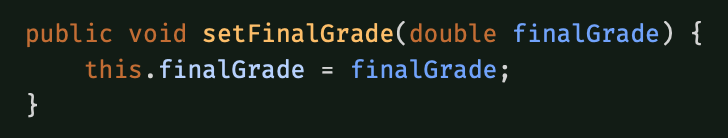 public void setFinalGrade(double finalGrade) {
    this.finalGrade = finalGrade;
}